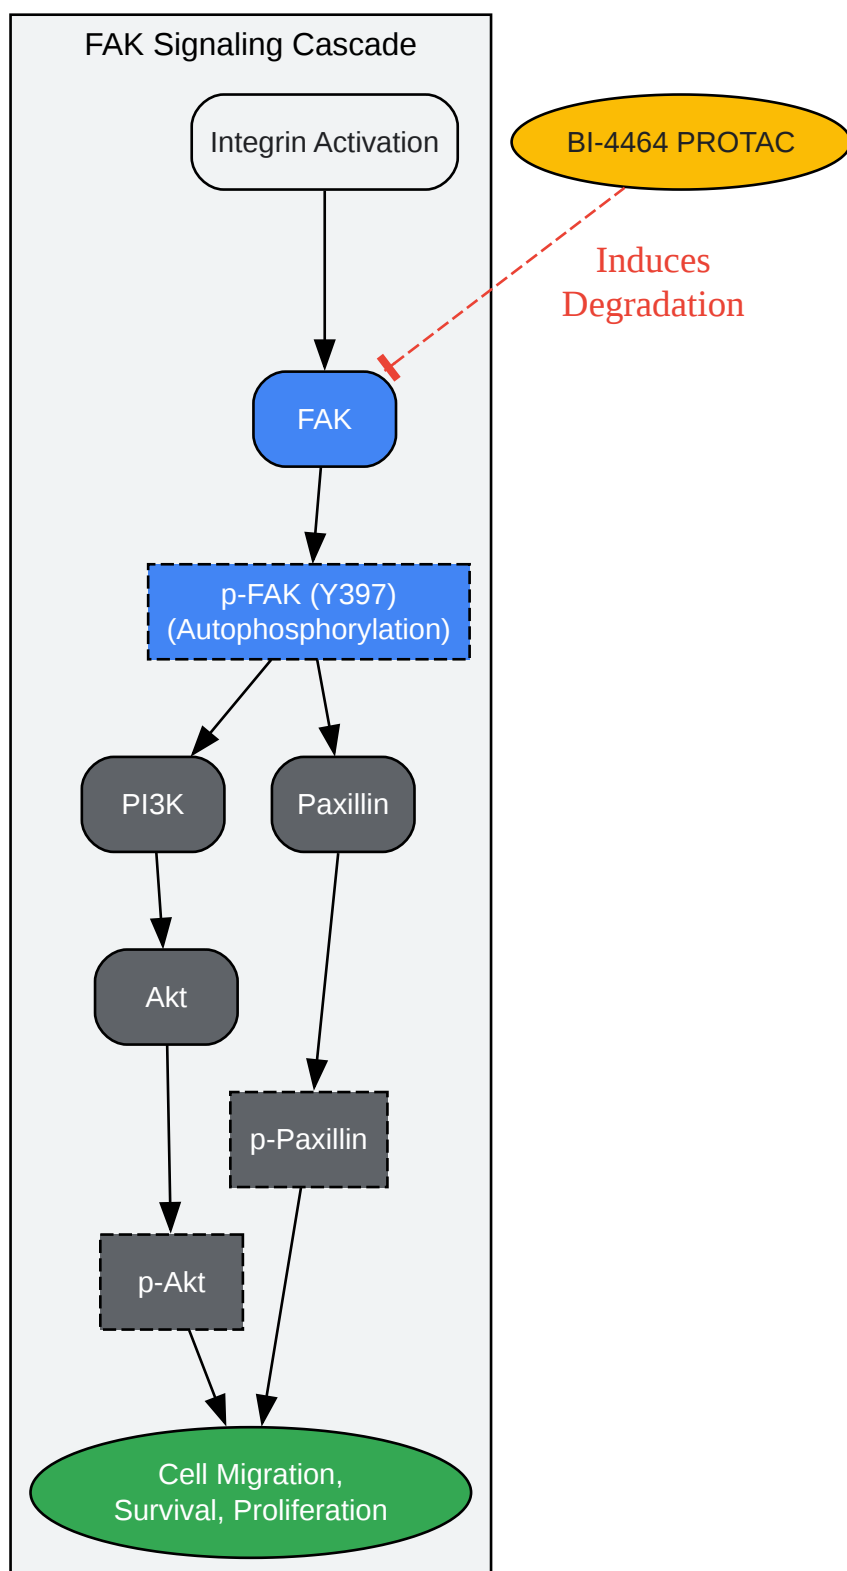 FAK Signaling Cascade
Integrin Activation
BI-4464 PROTAC
Induces
Degradation
FAK
p-FAK (Y397)
(Autophosphorylation)
PI3K
Paxillin
Akt
p-Paxillin
p-Akt
Cell Migration,
Survival, Proliferation